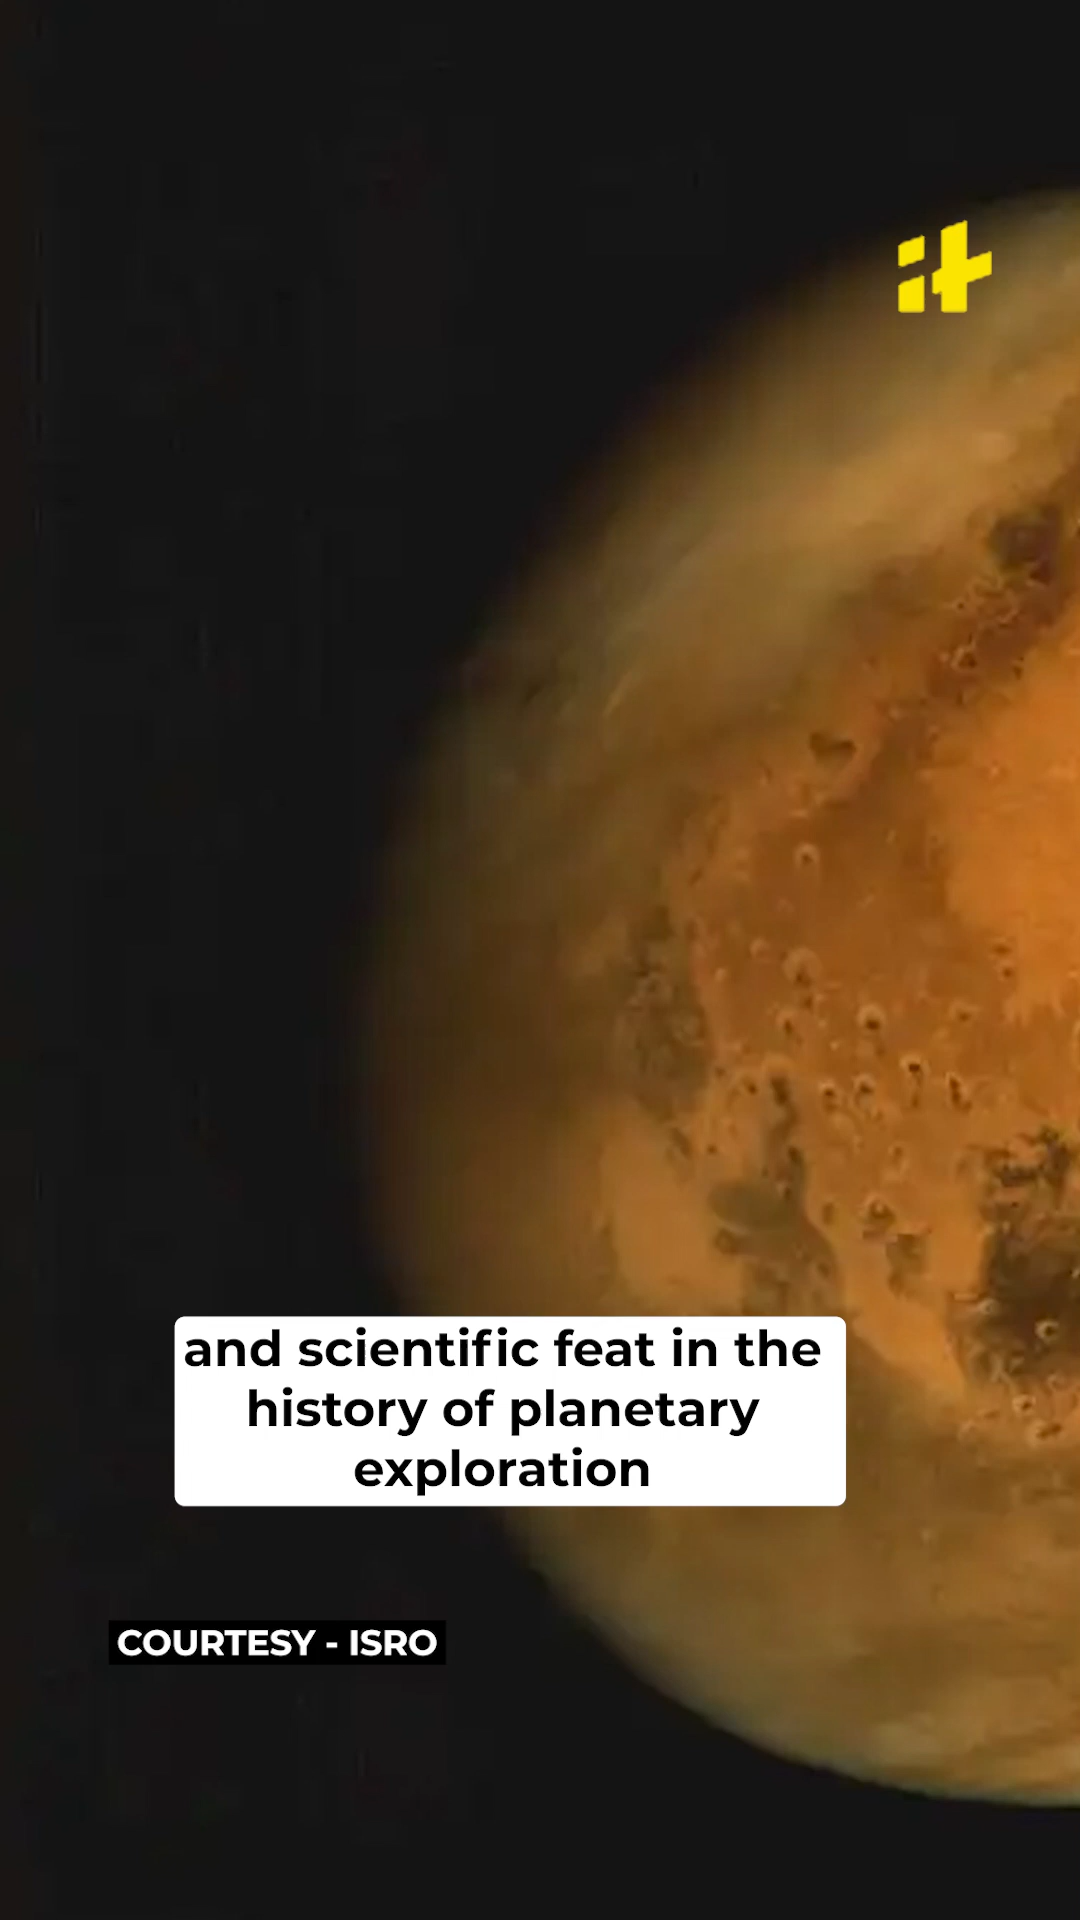 and scientific feat in the
history of planetary
exploration
COURTESY - ISRO